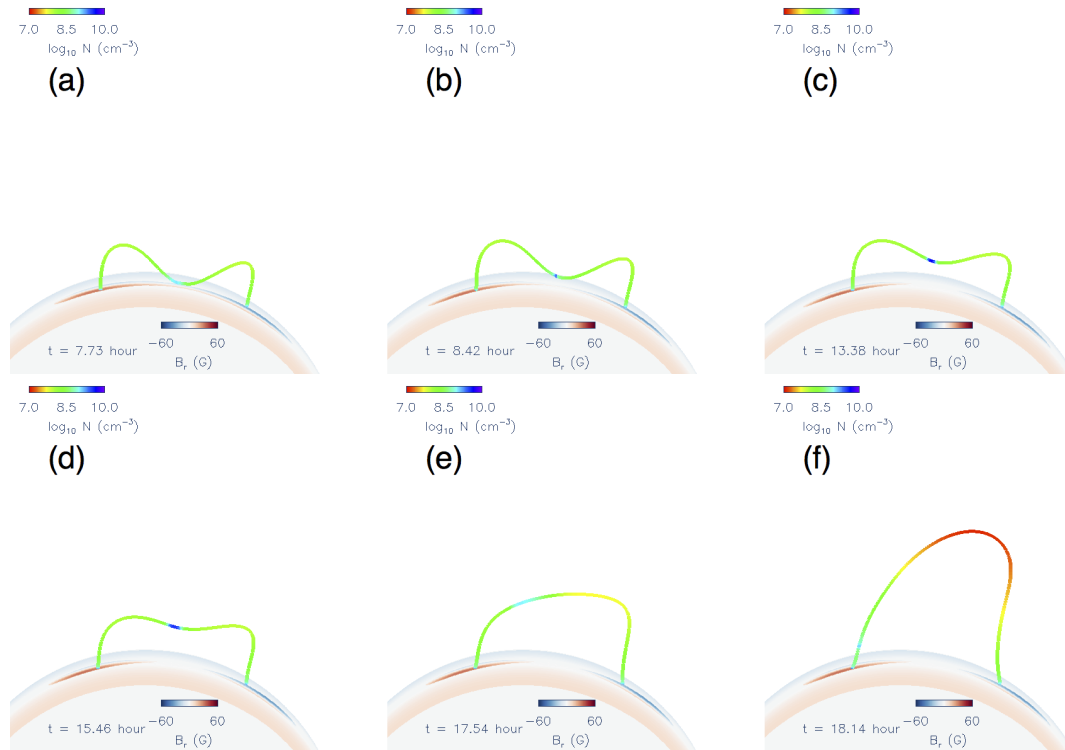 7.0 8.5 10.0
log₁₀ N (cm⁻³)
(a)
−60 60
t = 7.73 hour
B_r (G)
7.0 8.5 10.0
log₁₀ N (cm⁻³)
(b)
−60 60
t = 8.42 hour
B_r (G)
7.0 8.5 10.0
log₁₀ N (cm⁻³)
(c)
−60 60
t = 13.38 hour
B_r (G)
7.0 8.5 10.0
log₁₀ N (cm⁻³)
(d)
−60 60
t = 15.46 hour
B_r (G)
7.0 8.5 10.0
log₁₀ N (cm⁻³)
(e)
−60 60
t = 17.54 hour
B_r (G)
7.0 8.5 10.0
log₁₀ N (cm⁻³)
(f)
−60 60
t = 18.14 hour
B_r (G)